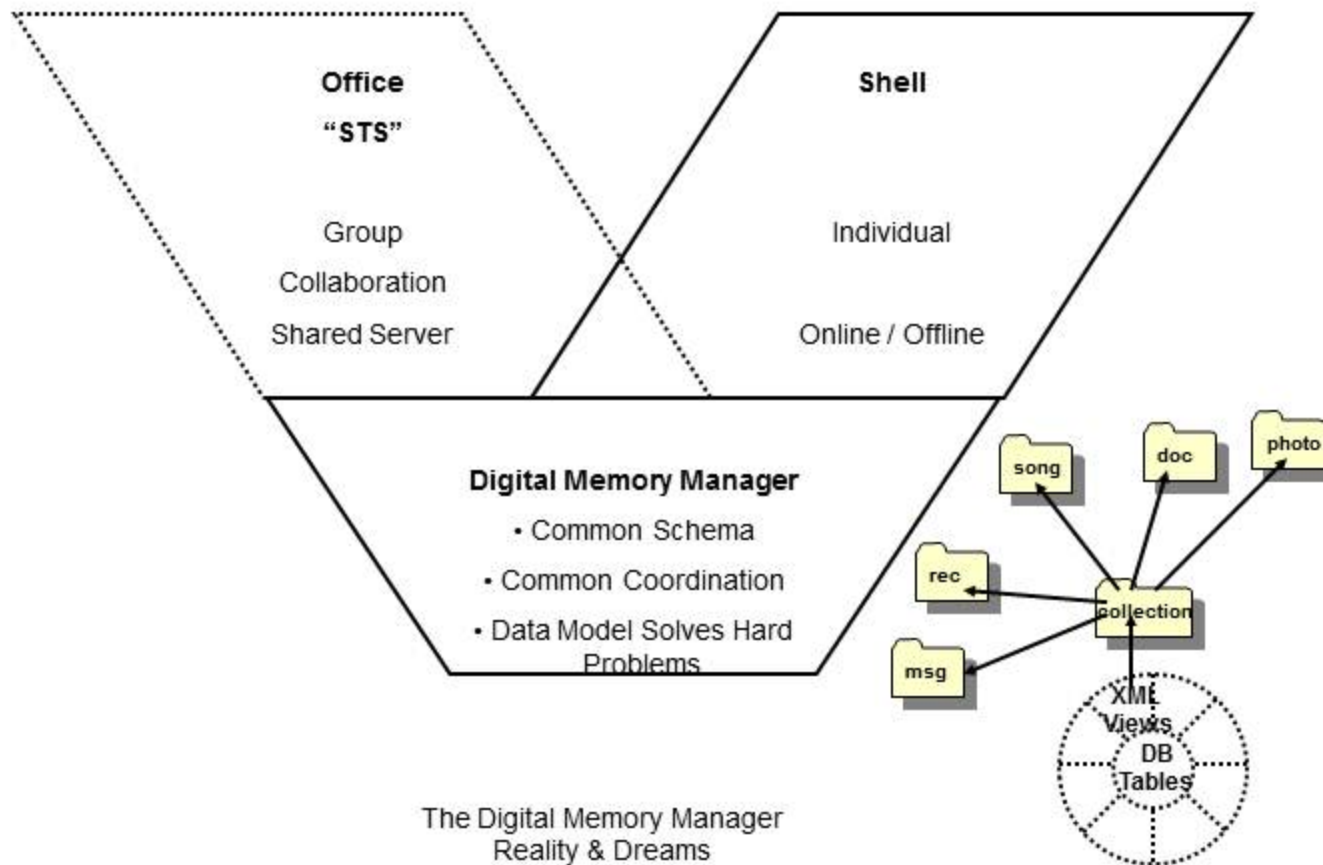 Office
“STS”
Group
Collaboration
Shared Server
Shell
Individual
Online / Offline
Digital Memory Manager
• Common Schema
• Common Coordination
• Data Model Solves Hard
Problems
song
doc
photo
rec
collection
msg
XML
Views
DB
Tables
The Digital Memory Manager
Reality & Dreams